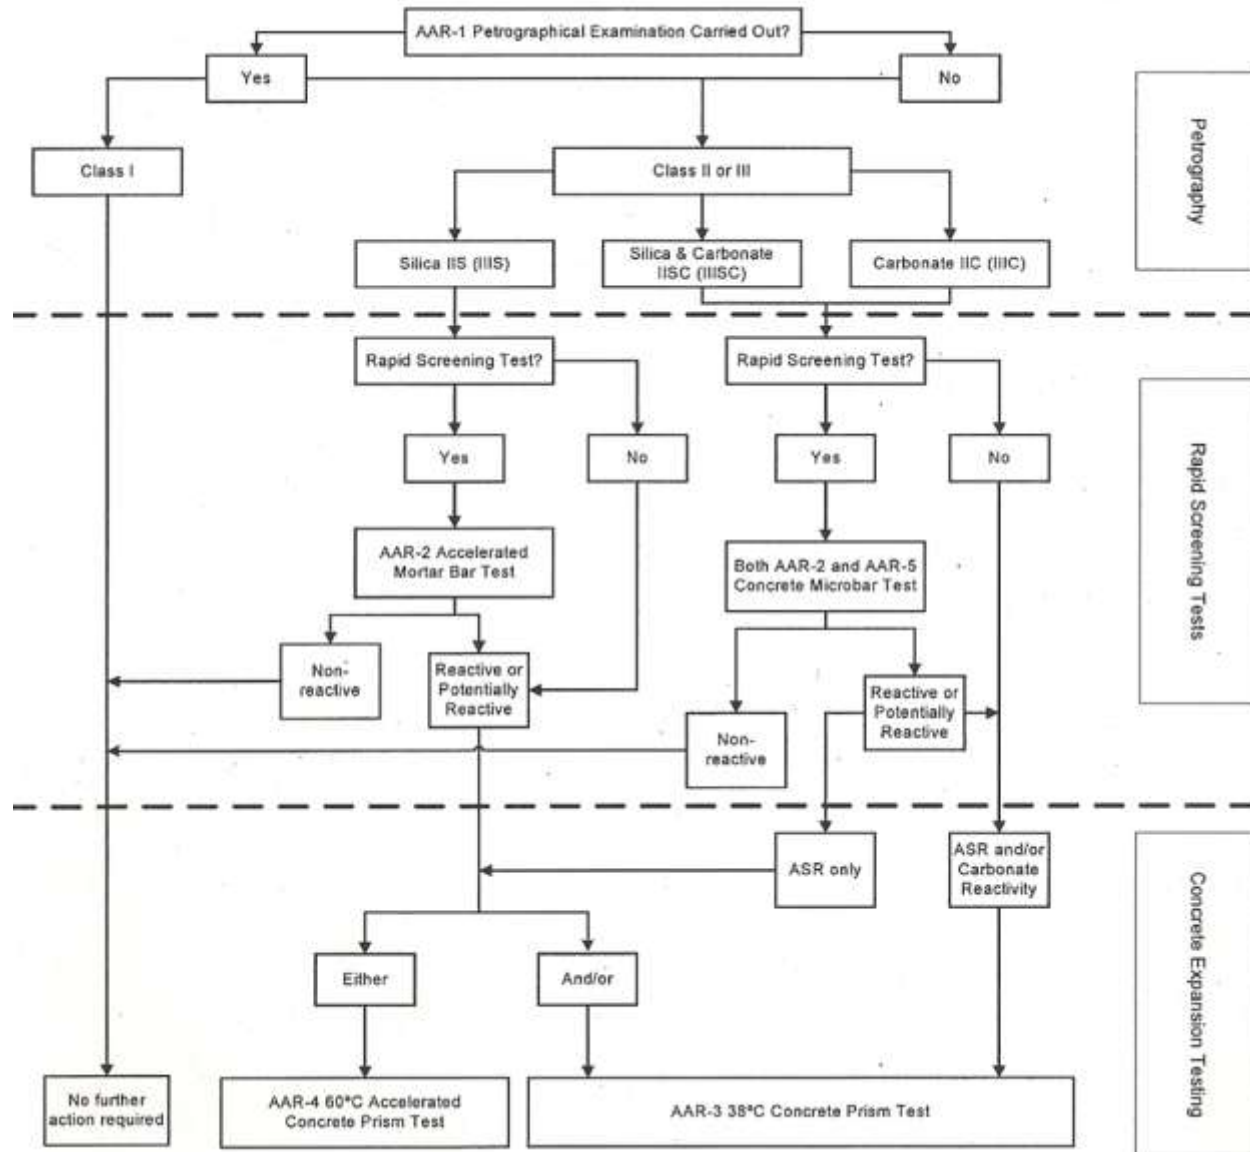 AAR-1 Petrographical Examination Carried Out?
Yes
No
Class I
Class II or III
Silica IIS (IIIS)
Silica & Carbonate
IISC (IIISC)
Carbonate IIC (IIIC)
Petrography
Rapid Screening Test?
Rapid Screening Test?
Yes
No
Yes
No
AAR-2 Accelerated
Mortar Bar Test
Both AAR-2 and AAR-5
Concrete Microbar Test
Non-
reactive
Reactive or
Potentially
Reactive
Non-
reactive
Reactive or
Potentially
Reactive
Rapid Screening Tests
ASR only
ASR and/or
Carbonate
Reactivity
Either
And/or
No further
action required
AAR-4 60°C Accelerated
Concrete Prism Test
AAR-3 38°C Concrete Prism Test
Concrete Expansion Testing